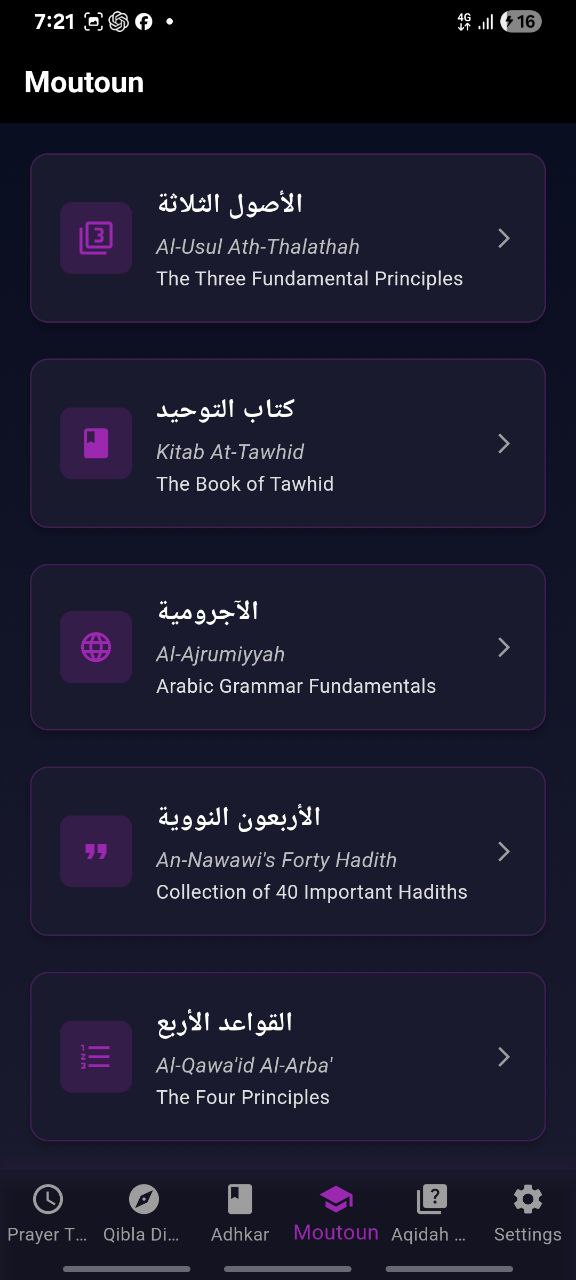 7:21
4G
16
Moutoun
3
الأصول الثلاثة
Al-Usul Ath-Thalathah
The Three Fundamental Principles
كتاب التوحيد
Kitab At-Tawhid
The Book of Tawhid
الآجرومية
Al-Ajrumiyyah
Arabic Grammar Fundamentals
الأربعون النووية
An-Nawawi's Forty Hadith
Collection of 40 Important Hadiths
القواعد الأربع
Al-Qawa'id Al-Arba'
The Four Principles
Prayer T...
Qibla Di...
Adhkar
Moutoun
Aqidah ...
Settings